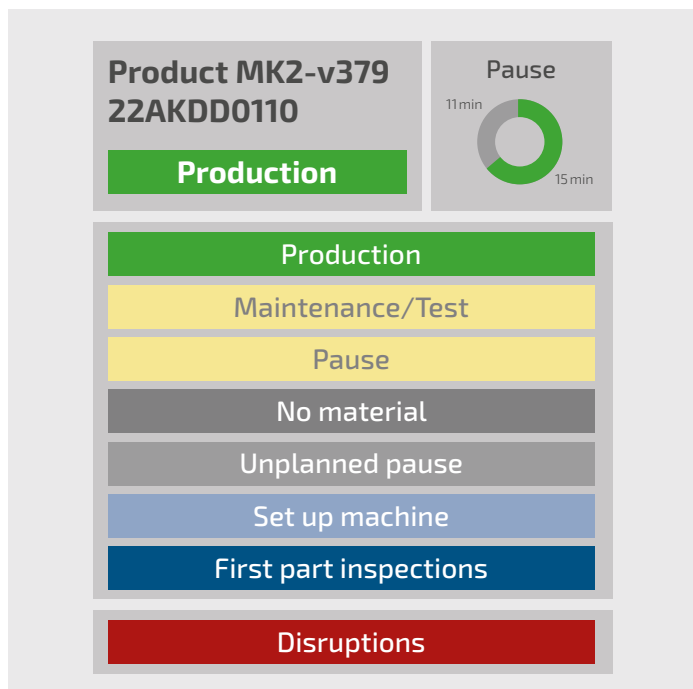 Product MK2-v379
22AKDD0110
Production
Pause
11 min
15 min
Production
Maintenance/Test
Pause
No material
Unplanned pause
Set up machine
First part inspections
Disruptions